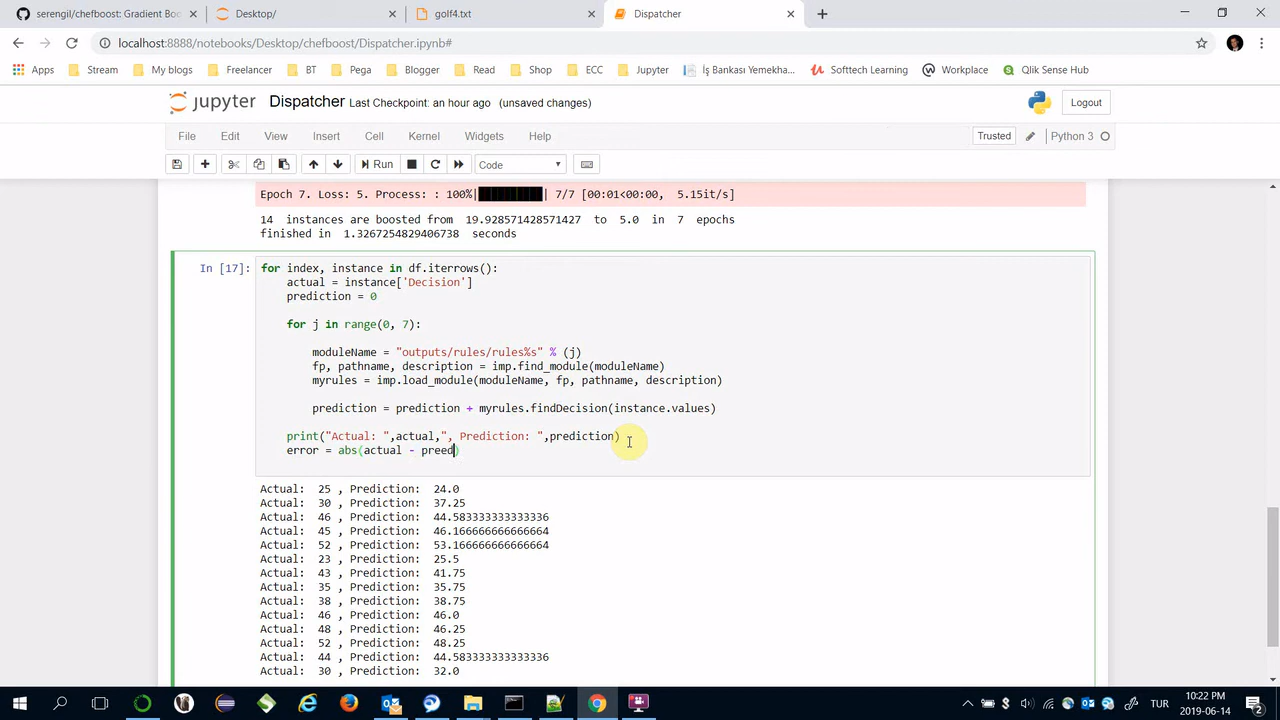 serengil/chefboost: Gradient Boo
Desktop/
golf4.txt
Dispatcher
localhost:8888/notebooks/Desktop/chefboost/Dispatcher.ipynb#
Apps Stream My blogs Freelancer BT Pega Blogger Read Shop ECC Jupyter İş Bankası Yemekha... Softtech Learning Workplace Qlik Sense Hub
jupyter Dispatcher Last Checkpoint: an hour ago (unsaved changes) Logout
File Edit View Insert Cell Kernel Widgets Help Trusted Python 3
Run Code
Epoch 7. Loss: 5. Process: : 100%|██████████| 7/7 [00:01<00:00, 5.15it/s]
14 instances are boosted from 19.928571428571427 to 5.0 in 7 epochs
finished in 1.3267254829406738 seconds
In [17]: for index, instance in df.iterrows():
actual = instance['Decision']
prediction = 0
for j in range(0, 7):
moduleName = "outputs/rules/rules%s" % (j)
fp, pathname, description = imp.find_module(moduleName)
myrules = imp.load_module(moduleName, fp, pathname, description)
prediction = prediction + myrules.findDecision(instance.values)
print("Actual: ",actual,", Prediction: ",prediction)
error = abs(actual - preed)
Actual: 25 , Prediction: 24.0
Actual: 30 , Prediction: 37.25
Actual: 46 , Prediction: 44.583333333333336
Actual: 45 , Prediction: 46.166666666666664
Actual: 52 , Prediction: 53.166666666666664
Actual: 23 , Prediction: 25.5
Actual: 43 , Prediction: 41.75
Actual: 35 , Prediction: 35.75
Actual: 38 , Prediction: 38.75
Actual: 46 , Prediction: 46.0
Actual: 48 , Prediction: 46.25
Actual: 52 , Prediction: 48.25
Actual: 44 , Prediction: 44.583333333333336
Actual: 30 , Prediction: 32.0
TUR
10:22 PM
2019-06-14
2